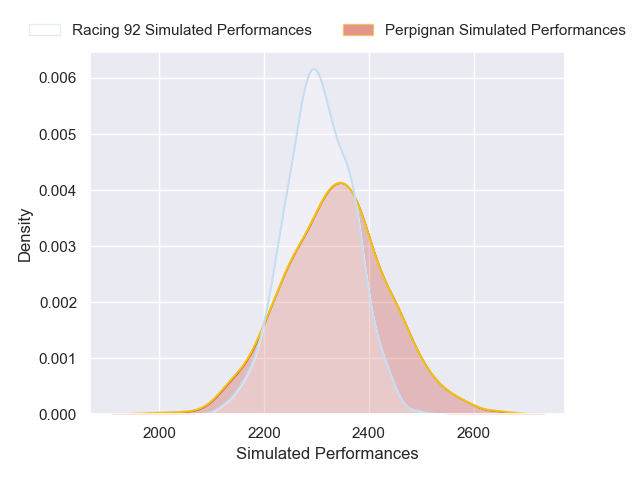 Racing 92 Simulated Performances
Perpignan Simulated Performances
0.006
0.005
0.004
0.003
0.002
0.001
0.000
Density
2000
2200
2400
2600
Simulated Performances